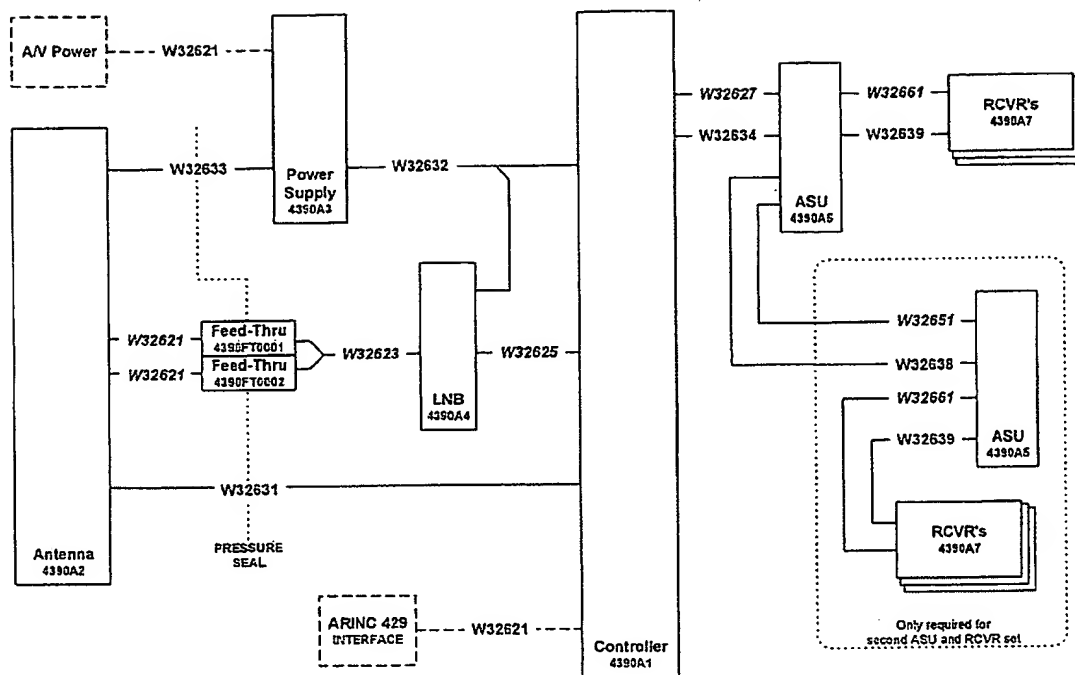 A/V Power
W32621
W32627
W32661
RCVR's
4390A7
W32634
W32639
W32633
Power
Supply
4390A3
W32632
ASU
4390A5
W32621
Feed-Thru
4390FT0001
W32621
Feed-Thru
4390FT0002
W32623
W32625
LNB
4390A4
W32651
W32638
W32661
W32639
ASU
4390A5
W32631
RCVR's
4390A7
PRESSURE
SEAL
Antenna
4390A2
ARINC 429
INTERFACE
W32621
Controller
4390A1
Only required for
second ASU and RCVR set